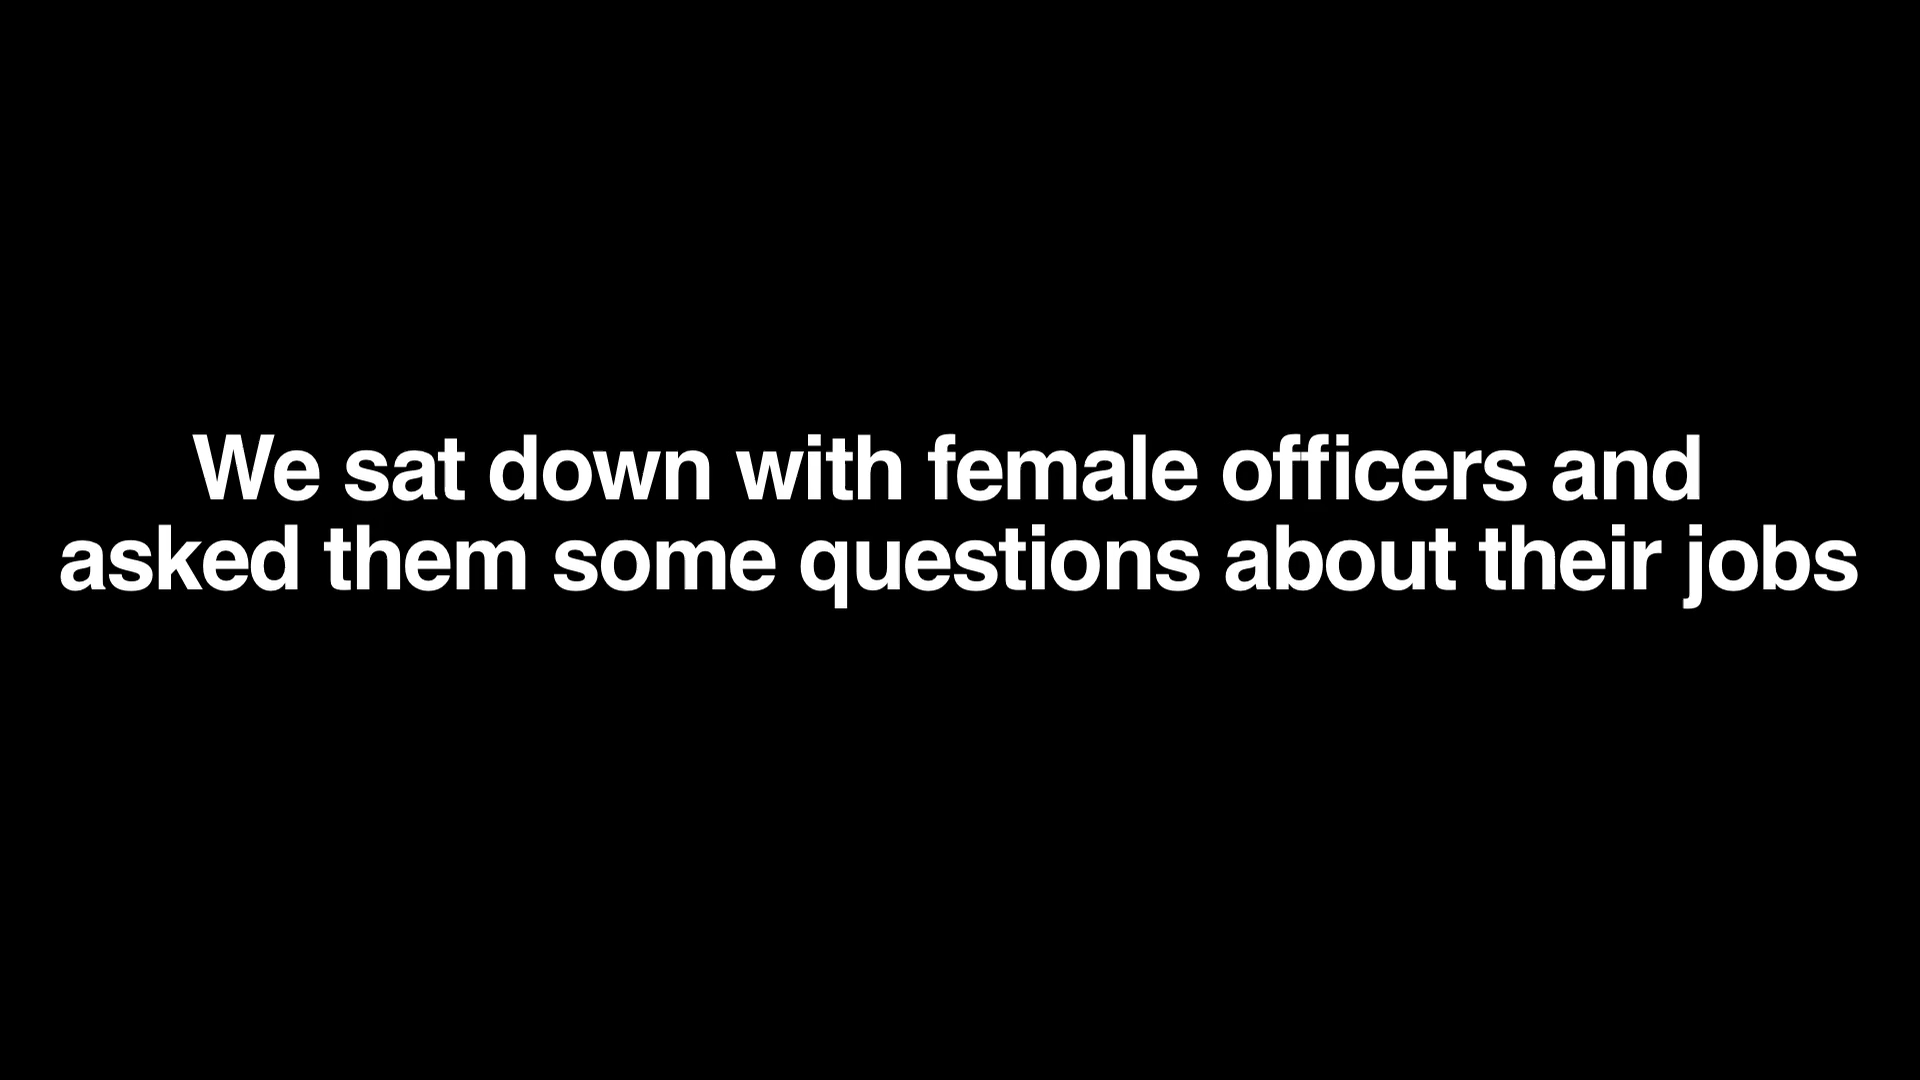 We sat down with female officers and
asked them some questions about their jobs